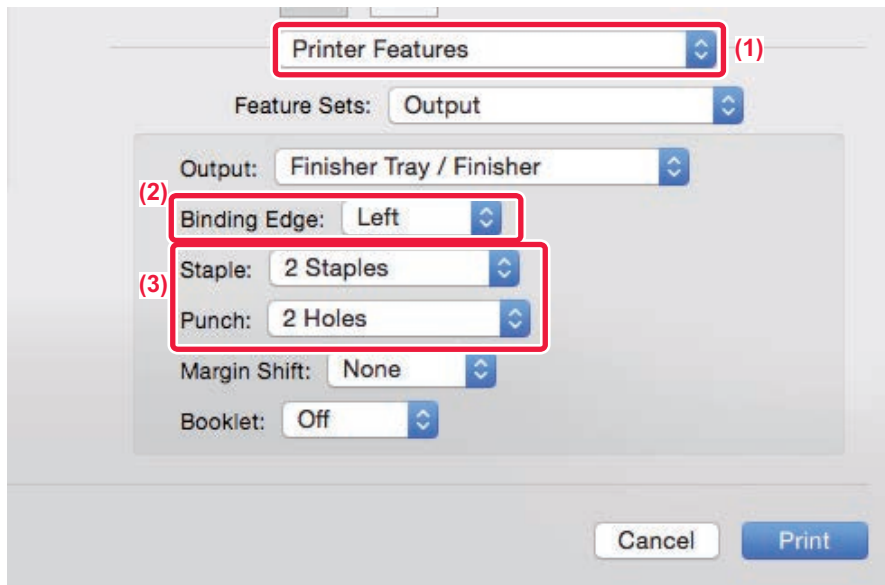 Printer Features (1)
Feature Sets: Output
Output: Finisher Tray / Finisher
(2)
Binding Edge: Left
Staple: 2 Staples
(3)
Punch: 2 Holes
Margin Shift: None
Booklet: Off
Cancel Print